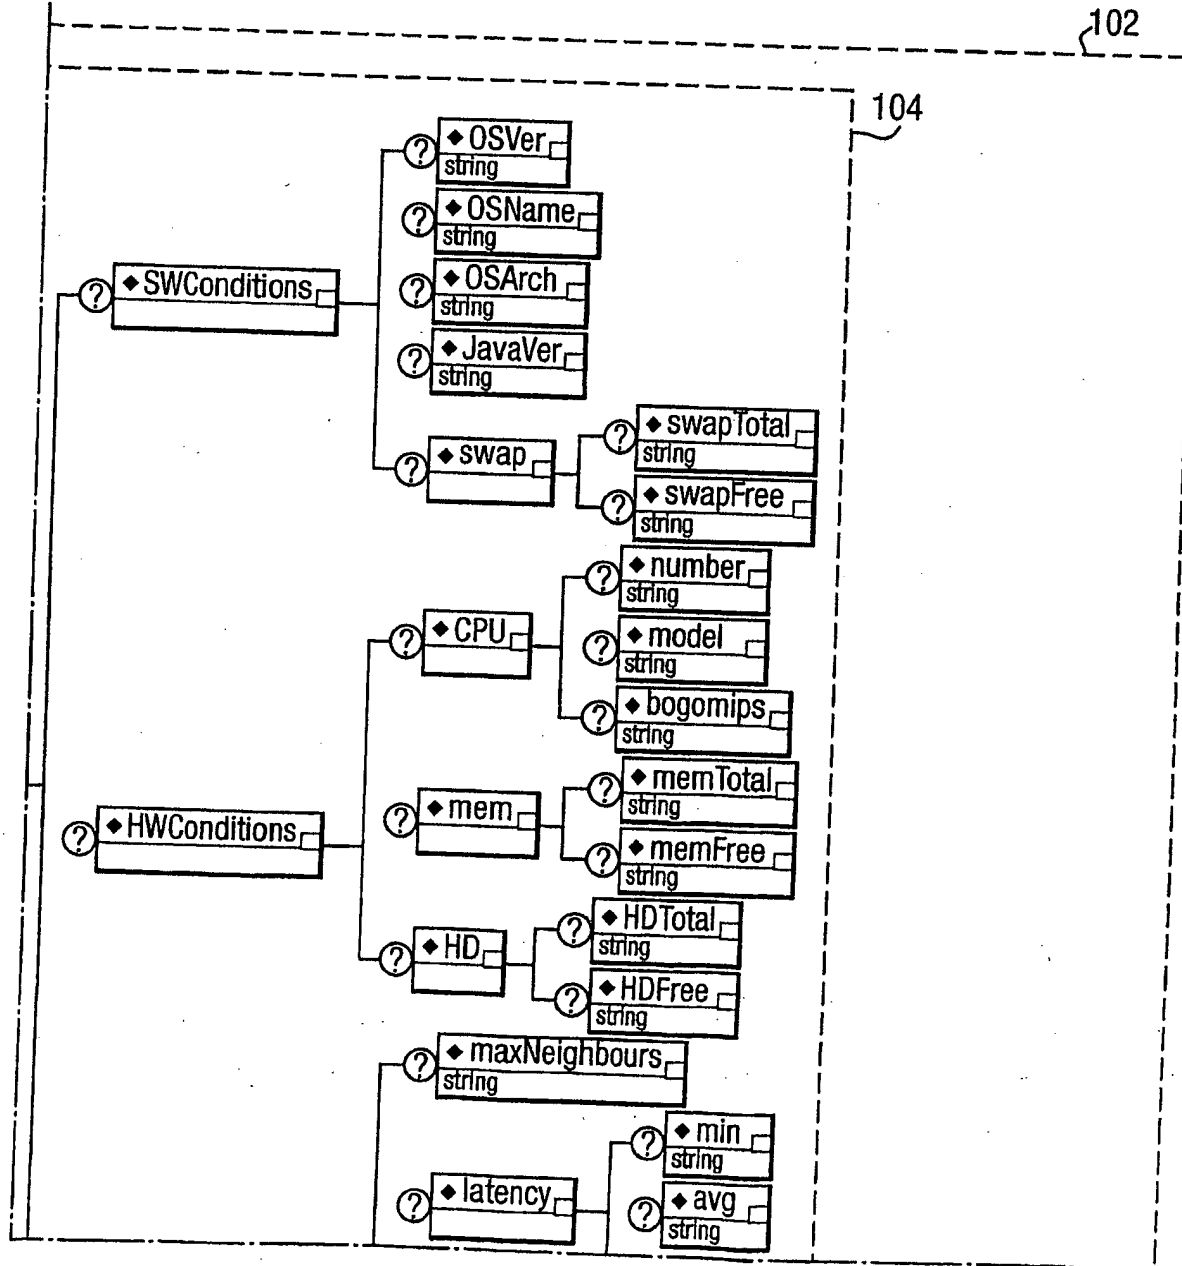 102
104
? ◆ OSVer
string
? ◆ OSName
string
? ◆ SWConditions
? ◆ OSArch
string
? ◆ JavaVer
string
? ◆ swap
? ◆ swapTotal
string
? ◆ swapFree
string
? ◆ HWConditions
? ◆ CPU
? ◆ number
string
? ◆ model
string
? ◆ bogomips
string
? ◆ mem
? ◆ memTotal
string
? ◆ memFree
string
? ◆ HD
? ◆ HDTotal
string
? ◆ HDFree
string
? ◆ maxNeighbours
string
? ◆ latency
? ◆ min
string
? ◆ avg
string